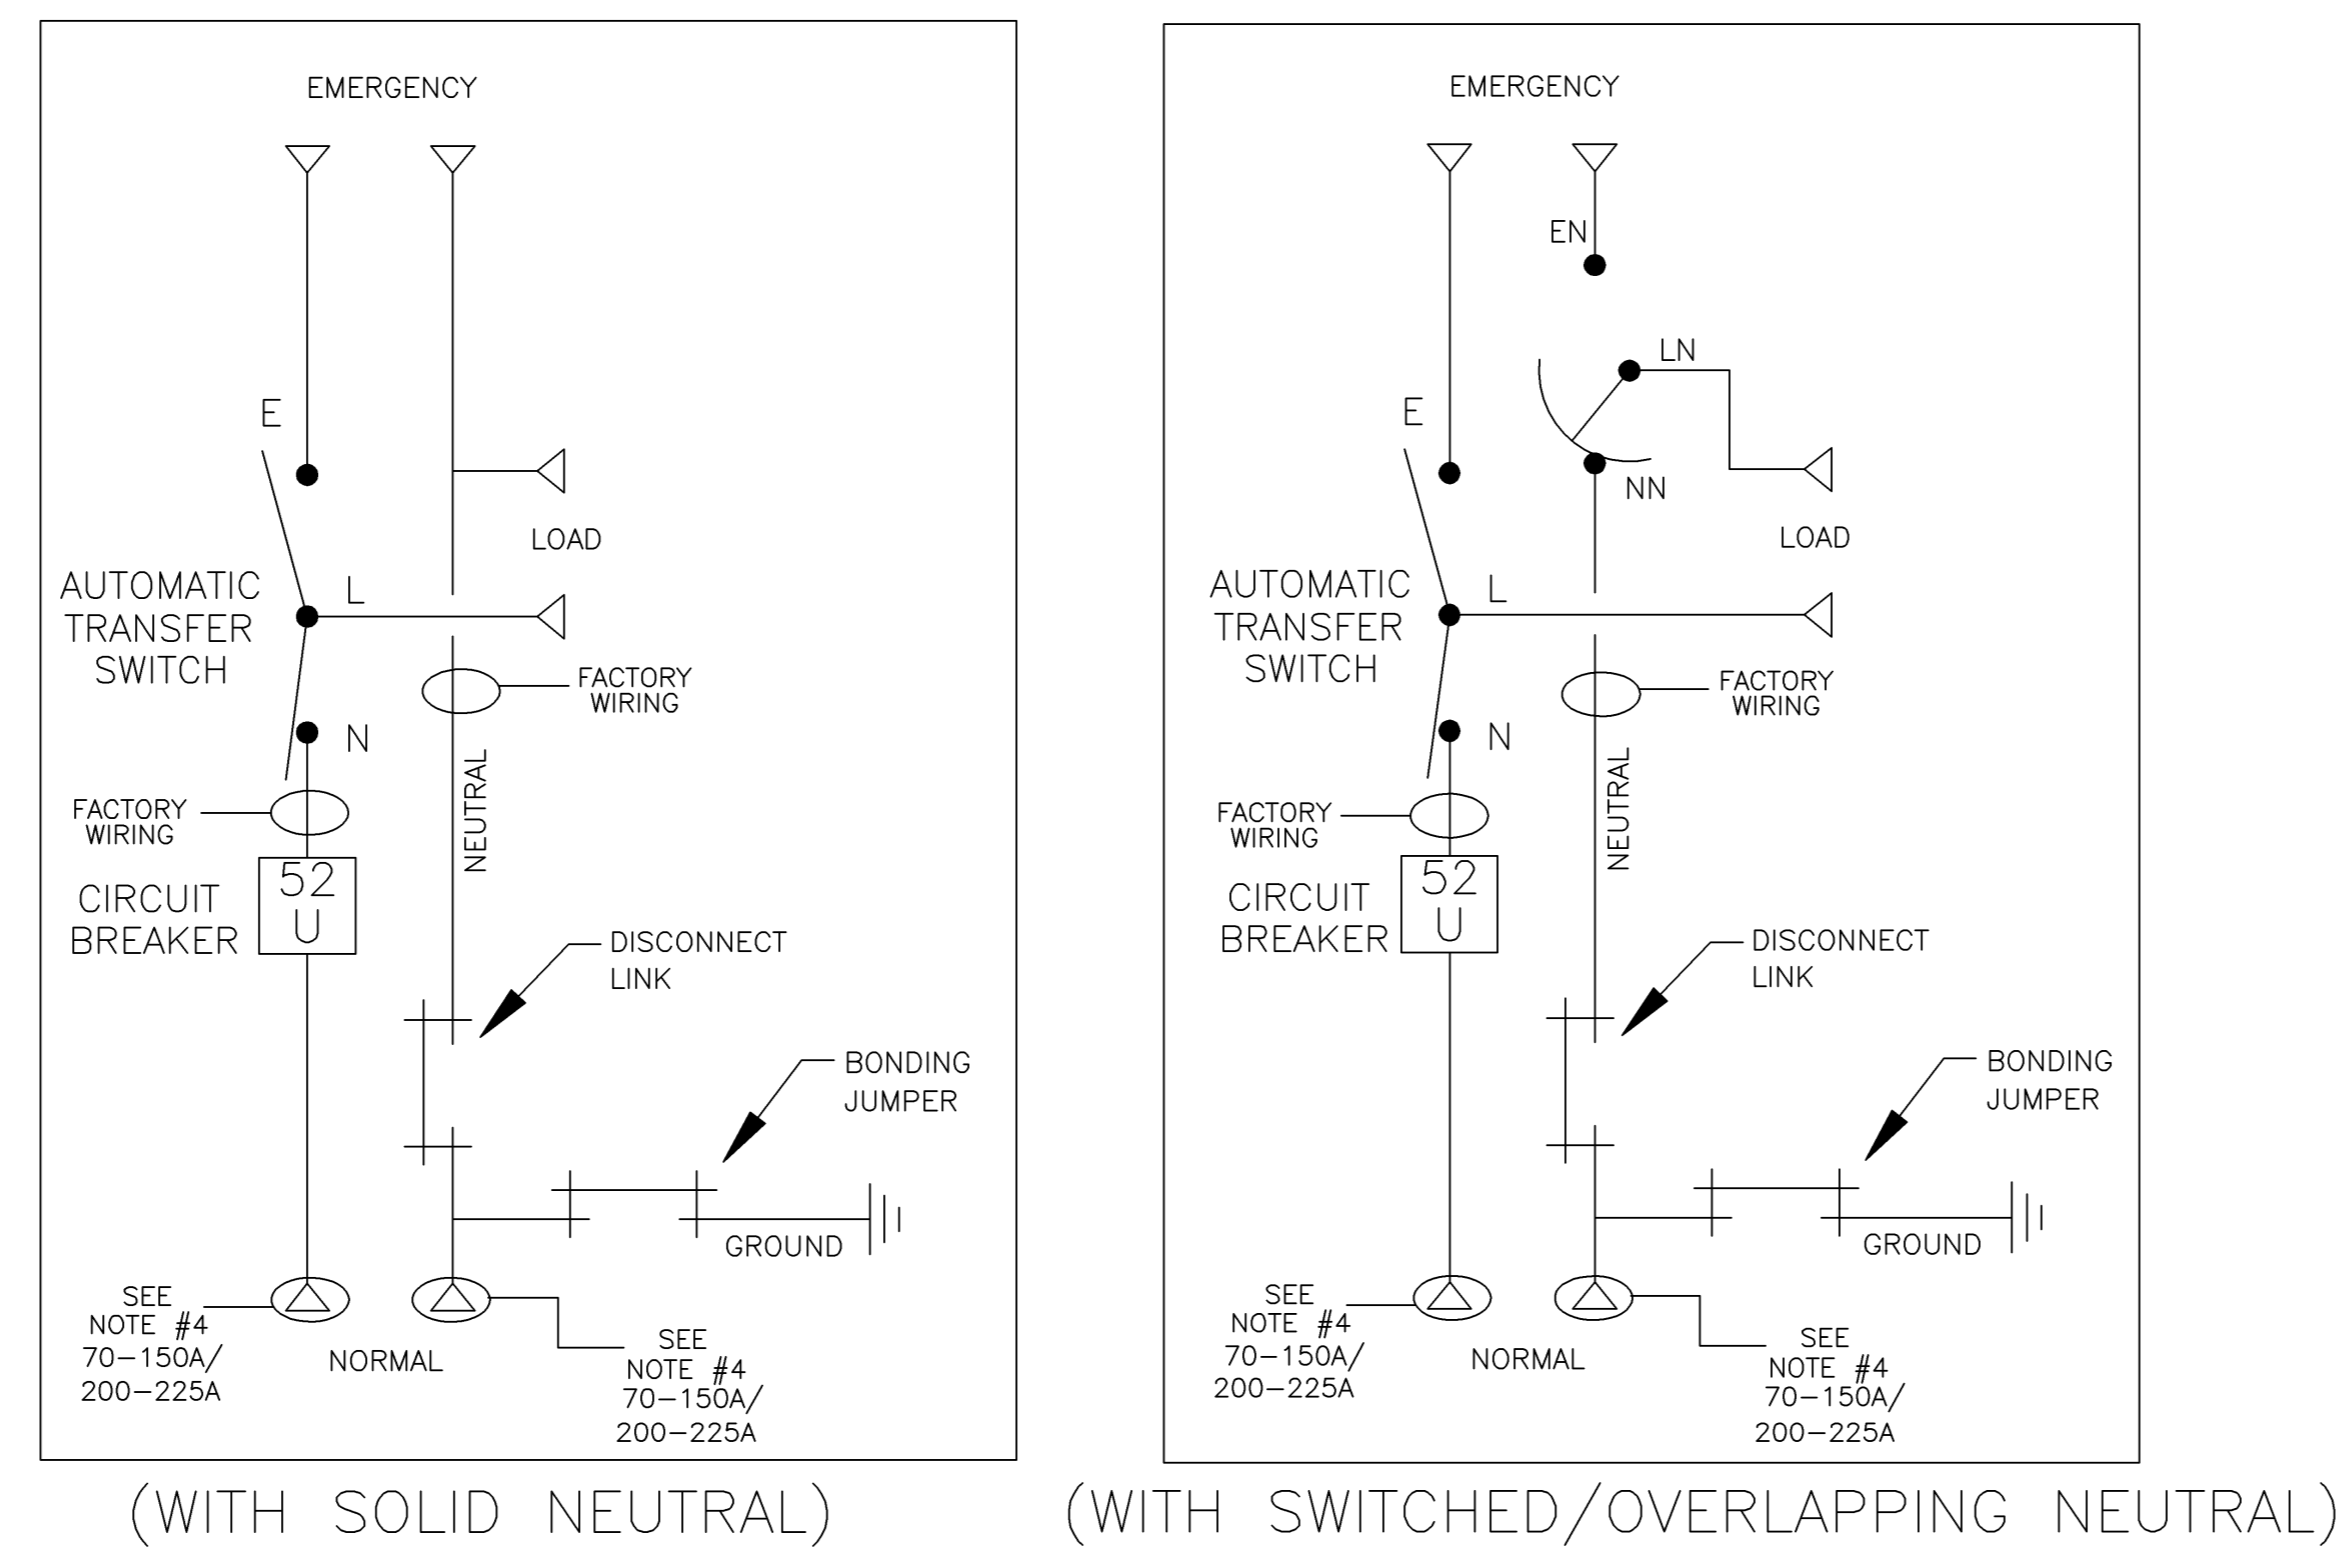 EMERGENCY
E
LOAD
AUTOMATIC
TRANSFER
SWITCH
L
FACTORY
WIRING
N
NEUTRAL
FACTORY
WIRING
52
U
CIRCUIT
BREAKER
DISCONNECT
LINK
BONDING
JUMPER
GROUND
SEE
NOTE #4
70-150A/
200-225A
NORMAL
SEE
NOTE #4
70-150A/
200-225A
(WITH SOLID NEUTRAL)
EMERGENCY
EN
LN
E
NN
LOAD
AUTOMATIC
TRANSFER
SWITCH
L
FACTORY
WIRING
N
NEUTRAL
FACTORY
WIRING
52
U
CIRCUIT
BREAKER
DISCONNECT
LINK
BONDING
JUMPER
GROUND
SEE
NOTE #4
70-150A/
200-225A
NORMAL
SEE
NOTE #4
70-150A/
200-225A
(WITH SWITCHED/OVERLAPPING NEUTRAL)